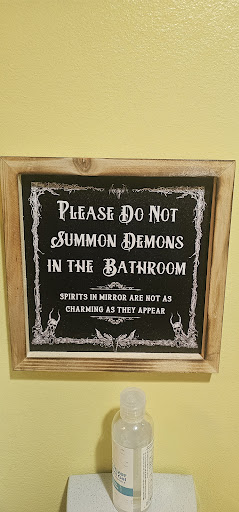 Please Do Not
Summon Demons
in the Bathroom
SPIRITS IN MIRROR ARE NOT AS
CHARMING AS THEY APPEAR